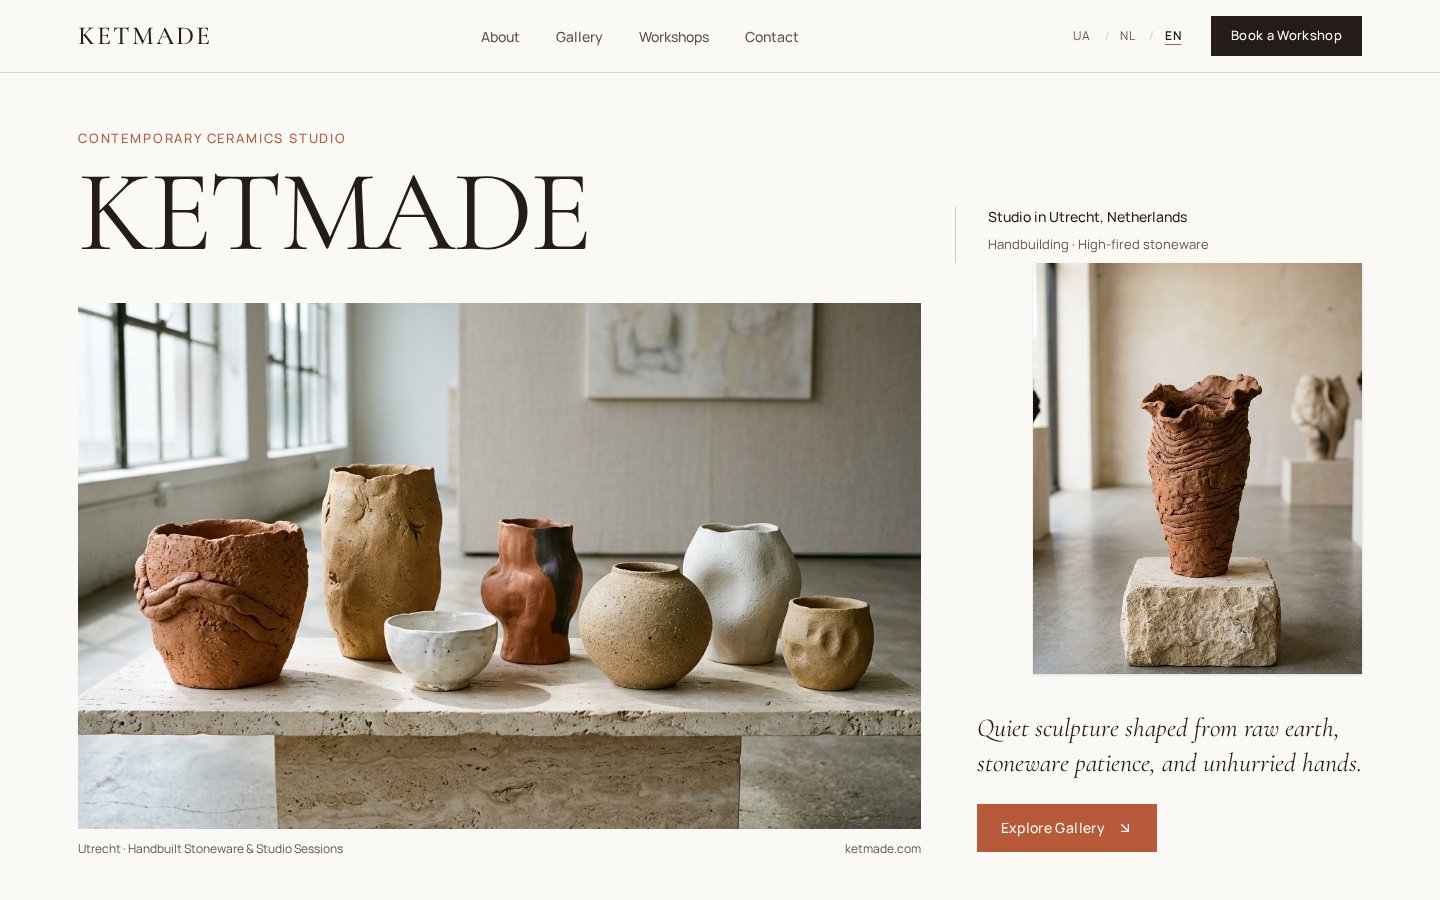 KETMADE
About
Gallery
Workshops
Contact
UA / NL / EN
Book a Workshop
CONTEMPORARY CERAMICS STUDIO
KETMADE
Studio in Utrecht, Netherlands
Handbuilding · High-fired stoneware
Quiet sculpture shaped from raw earth,
stoneware patience, and unhurried hands.
Explore Gallery
Utrecht · Handbuilt Stoneware & Studio Sessions
ketmade.com